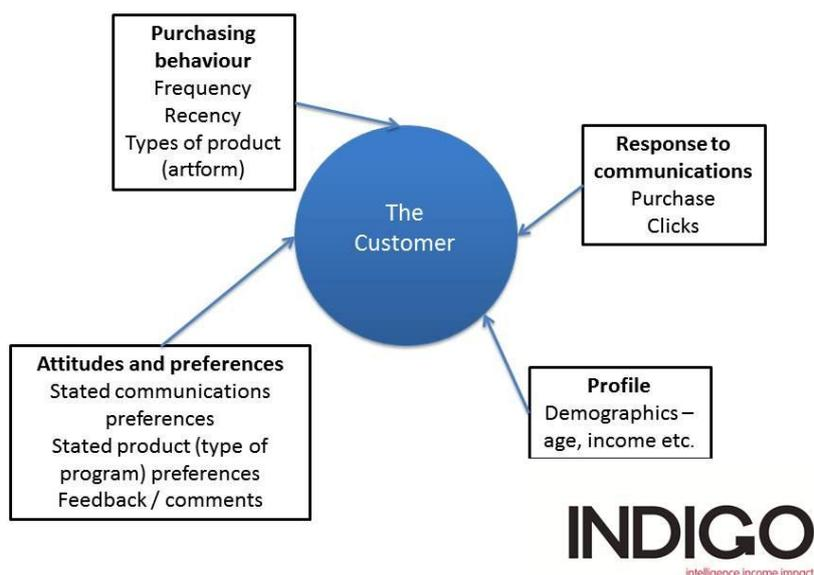 Purchasing
behaviour
Frequency
Recency
Types of product
(artform)
Response to
communications
Purchase
Clicks
The
Customer
Attitudes and preferences
Stated communications
preferences
Stated product (type of
program) preferences
Feedback / comments
Profile
Demographics –
age, income etc.
INDIGO
intelligence income impact